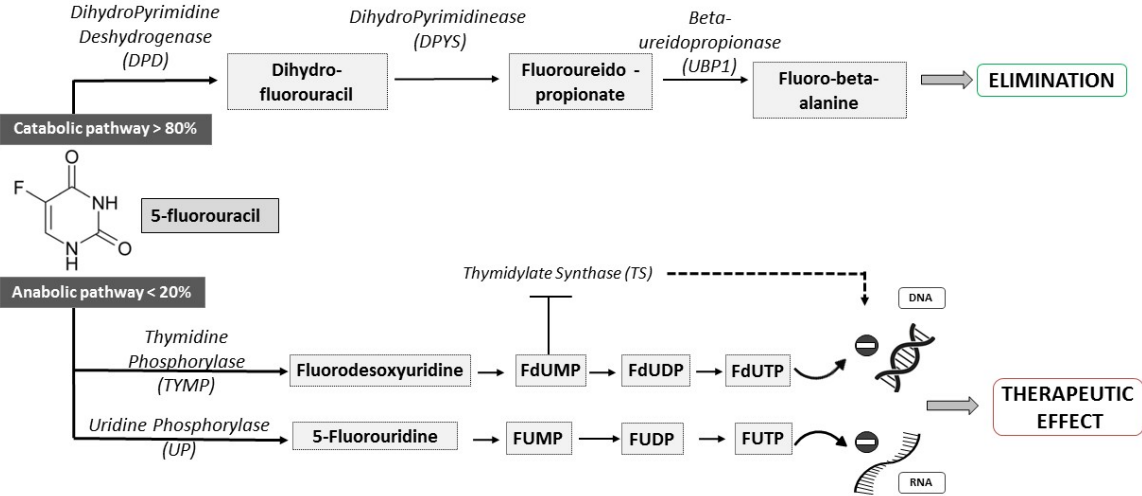 DihydroPyrimidine
Deshydrogenase
(DPD)
DihydroPyrimidinease
(DPYS)
Beta-
ureidopropionase
(UBP1)
Dihydro-
fluorouracil
Fluoroureido -
propionate
Fluoro-beta-
alanine
ELIMINATION
Catabolic pathway > 80%
O
F
NH
N
H
O
5-fluorouracil
Anabolic pathway < 20%
Thymidylate Synthase (TS)
DNA
Thymidine
Phosphorylase
(TYMP)
Fluorodesoxyuridine
FdUMP
FdUDP
FdUTP
THERAPEUTIC
EFFECT
Uridine Phosphorylase
(UP)
5-Fluorouridine
FUMP
FUDP
FUTP
RNA